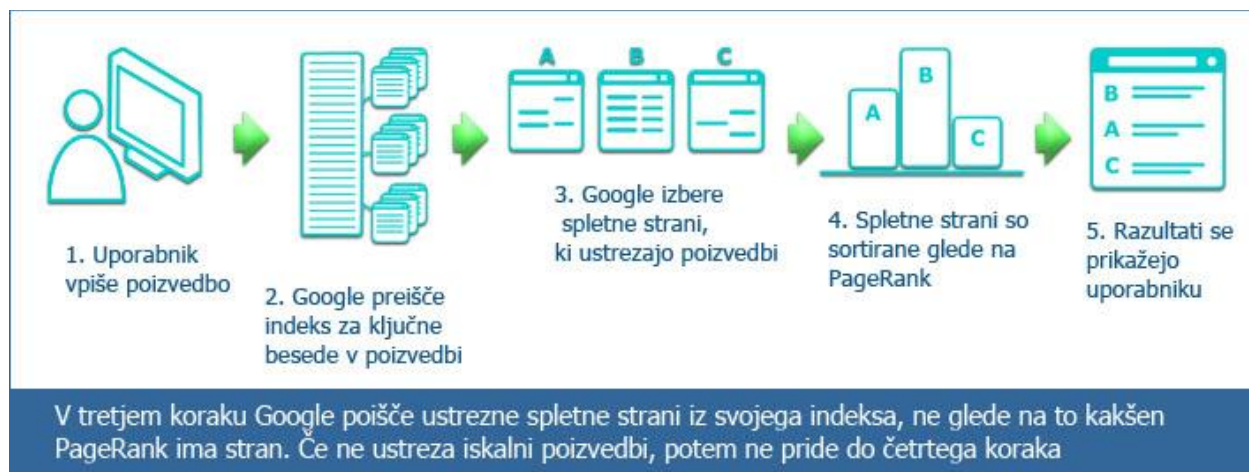 A B C
A
B
C
B
A
C
1. Uporabnik
vpiše poizvedbo
2. Google preišče
indeks za ključne
besede v poizvedbi
3. Google izbere
spletne strani,
ki ustrezajo poizvedbi
4. Spletne strani so
sortirane glede na
PageRank
5. Razultati se
prikažejo
uporabniku
V tretjem koraku Google poišče ustrezne spletne strani iz svojega indeksa, ne glede na to kakšen
PageRank ima stran. Če ne ustreza iskalni poizvedbi, potem ne pride do četrtega koraka